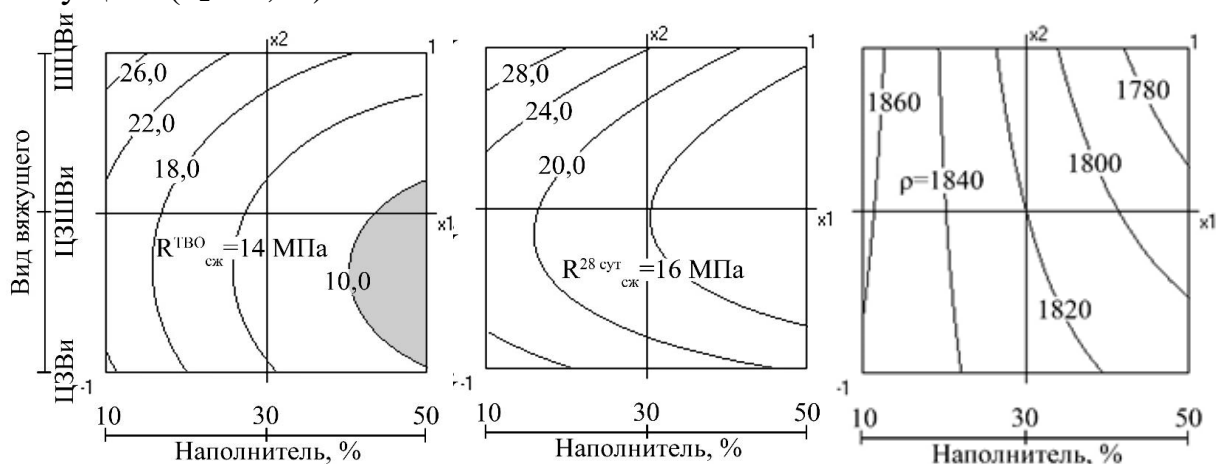 Вид вяжущего
ШЦВи
ЦЗШВи
ЦЗВи
x2
1
26,0
22,0
18,0
x1
R^ТВО сж=14 МПа
10,0
-1
10 30 50
Наполнитель, %
x2
28,0
24,0
20,0
x1
R^28 сут сж=16 МПа
-1
10 30 50
Наполнитель, %
x2
1
1860
1780
1800
ρ=1840
x1
1820
-1
10 30 50
Наполнитель, %